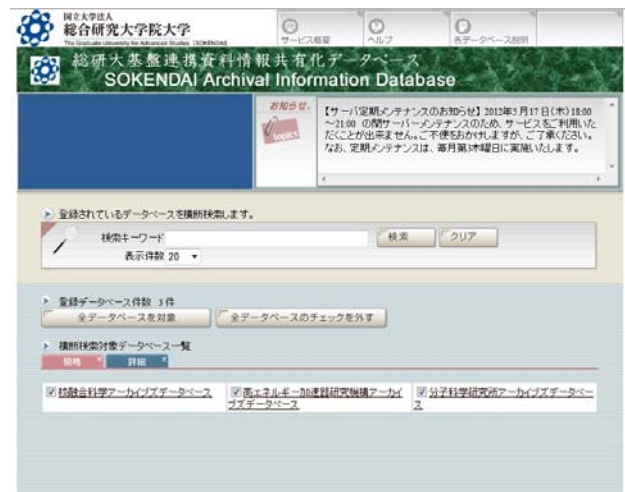 国立大学法人
総合研究大学院大学
The Graduate University for Advanced Studies [SOKENDAI]
サービス概要
ヘルプ
各データベース説明
総研大基盤連携資料情報共有化データベース
SOKENDAI Archival Information Database
お知らせ.
topics
【サーバ定期メンテナンスのお知らせ】2012年5月17日(木)18:00
～21:00 の間サーバーメンテナンスのため、サービスをご利用いた
だくことが出来ません。ご不便をおかけしますが、ご了承ください。
なお、定期メンテナンスは、毎月第3木曜日に実施いたします。
登録されているデータベースを横断検索します。
検索キーワード
検索
クリア
表示件数 20
登録データベース件数 3件
全データベースを対象
全データベースのチェックを外す
横断検索対象データベース一覧
簡略
詳細
核融合科学アーカイブズデータベース
高エネルギー加速器研究機構アーカイ
ブズデータベース
分子科学研究所アーカイブズデータベー
ス